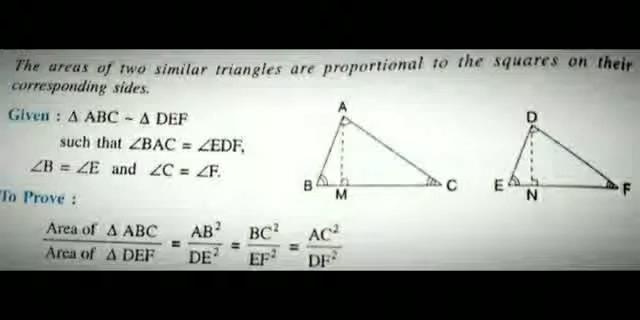 The areas of two similar triangles are proportional to the squares on their
corresponding sides.
Given : Δ ABC ~ Δ DEF
such that ∠BAC = ∠EDF,
∠B = ∠E and ∠C = ∠F.
To Prove :
Area of Δ ABC / Area of Δ DEF = AB² / DE² = BC² / EF² = AC² / DF²
A
B M C
D
E N F